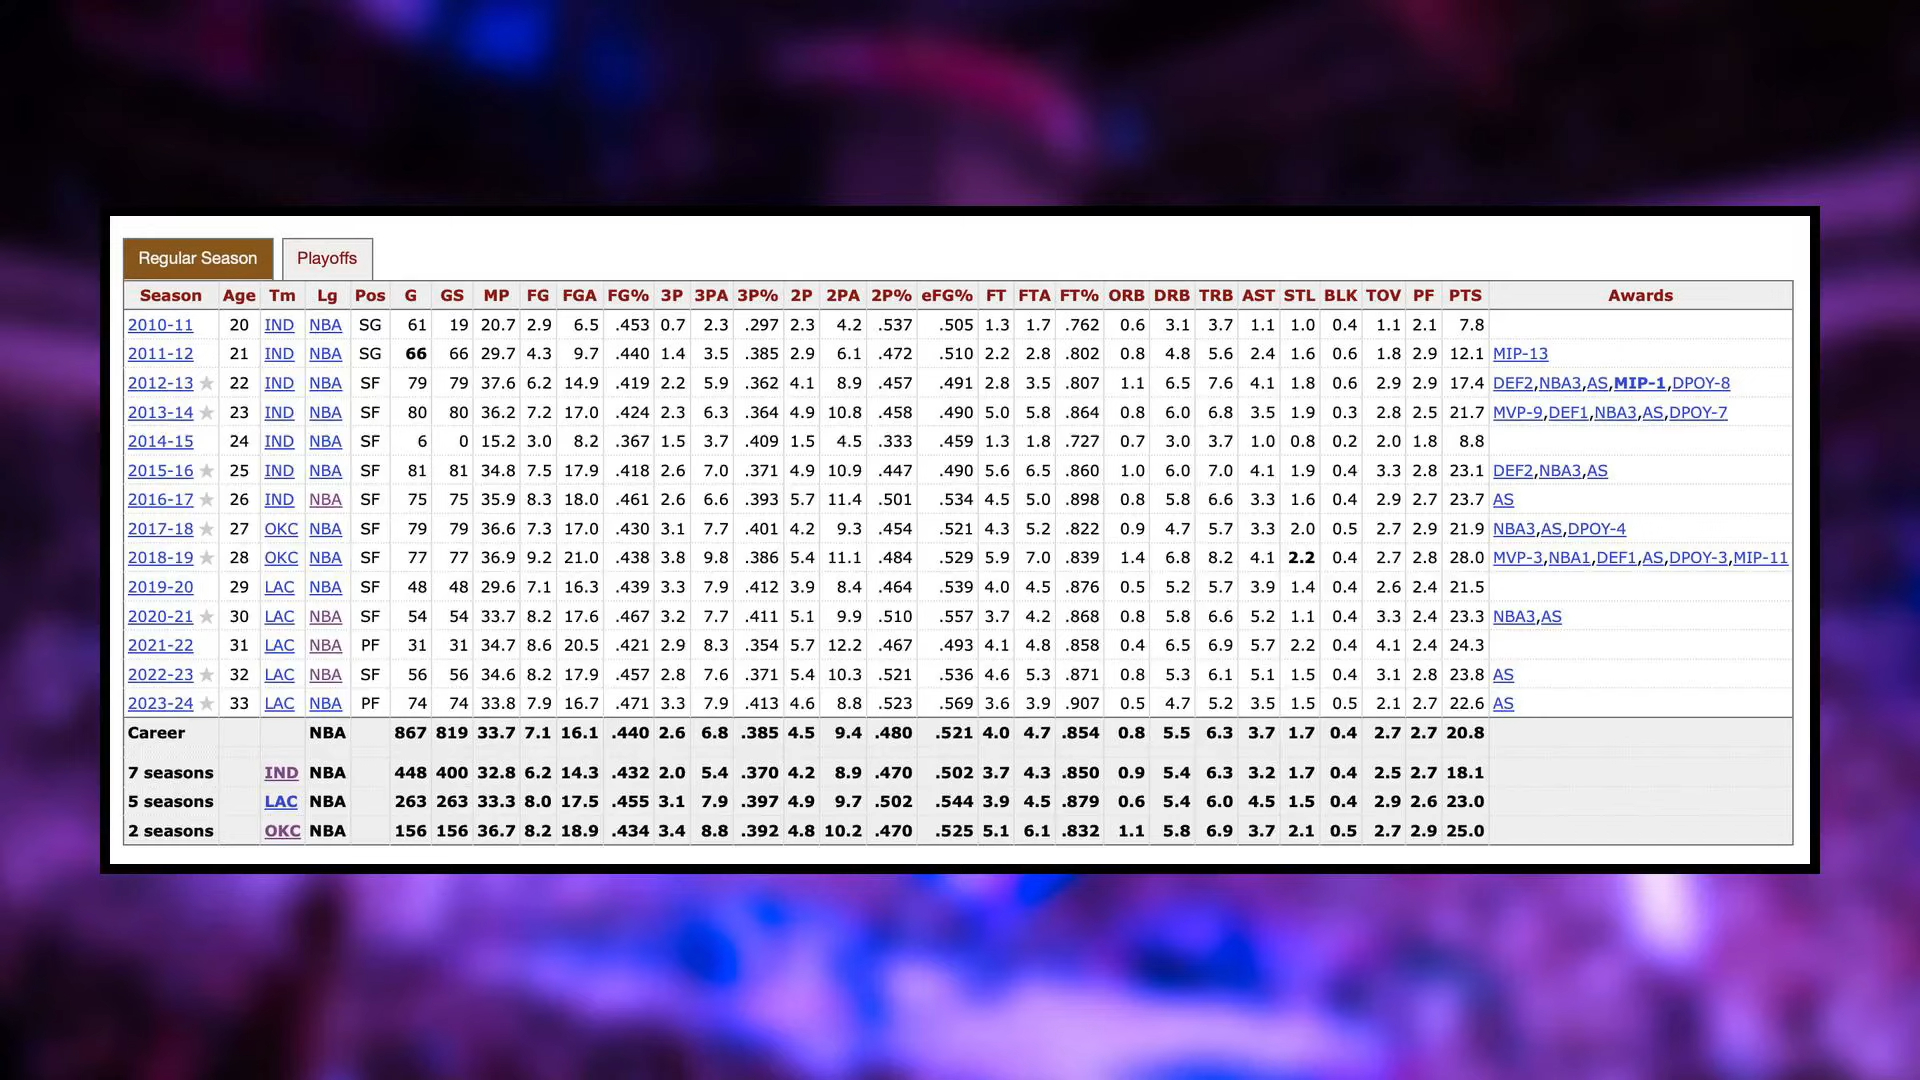 Regular Season Playoffs
Season Age Tm Lg Pos G GS MP FG FGA FG% 3P 3PA 3P% 2P 2PA 2P% eFG% FT FTA FT% ORB DRB TRB AST STL BLK TOV PF PTS Awards
2010-11 20 IND NBA SG 61 19 20.7 2.9 6.5 .453 0.7 2.3 .297 2.3 4.2 .537 .505 1.3 1.7 .762 0.6 3.1 3.7 1.1 1.0 0.4 1.1 2.1 7.8
2011-12 21 IND NBA SG 66 66 29.7 4.3 9.7 .440 1.4 3.5 .385 2.9 6.1 .472 .510 2.2 2.8 .802 0.8 4.8 5.6 2.4 1.6 0.6 1.8 2.9 12.1 MIP-13
2012-13 ★ 22 IND NBA SF 79 79 37.6 6.2 14.9 .419 2.2 5.9 .362 4.1 8.9 .457 .491 2.8 3.5 .807 1.1 6.5 7.6 4.1 1.8 0.6 2.9 2.9 17.4 DEF2,NBA3,AS,MIP-1,DPOY-8
2013-14 ★ 23 IND NBA SF 80 80 36.2 7.2 17.0 .424 2.3 6.3 .364 4.9 10.8 .458 .490 5.0 5.8 .864 0.8 6.0 6.8 3.5 1.9 0.3 2.8 2.5 21.7 MVP-9,DEF1,NBA3,AS,DPOY-7
2014-15 24 IND NBA SF 6 0 15.2 3.0 8.2 .367 1.5 3.7 .409 1.5 4.5 .333 .459 1.3 1.8 .727 0.7 3.0 3.7 1.0 0.8 0.2 2.0 1.8 8.8
2015-16 ★ 25 IND NBA SF 81 81 34.8 7.5 17.9 .418 2.6 7.0 .371 4.9 10.9 .447 .490 5.6 6.5 .860 1.0 6.0 7.0 4.1 1.9 0.4 3.3 2.8 23.1 DEF2,NBA3,AS
2016-17 ★ 26 IND NBA SF 75 75 35.9 8.3 18.0 .461 2.6 6.6 .393 5.7 11.4 .501 .534 4.5 5.0 .898 0.8 5.8 6.6 3.3 1.6 0.4 2.9 2.7 23.7 AS
2017-18 ★ 27 OKC NBA SF 79 79 36.6 7.3 17.0 .430 3.1 7.7 .401 4.2 9.3 .454 .521 4.3 5.2 .822 0.9 4.7 5.7 3.3 2.0 0.5 2.7 2.9 21.9 NBA3,AS,DPOY-4
2018-19 ★ 28 OKC NBA SF 77 77 36.9 9.2 21.0 .438 3.8 9.8 .386 5.4 11.1 .484 .529 5.9 7.0 .839 1.4 6.8 8.2 4.1 2.2 0.4 2.7 2.8 28.0 MVP-3,NBA1,DEF1,AS,DPOY-3,MIP-11
2019-20 29 LAC NBA SF 48 48 29.6 7.1 16.3 .439 3.3 7.9 .412 3.9 8.4 .464 .539 4.0 4.5 .876 0.5 5.2 5.7 3.9 1.4 0.4 2.6 2.4 21.5
2020-21 ★ 30 LAC NBA SF 54 54 33.7 8.2 17.6 .467 3.2 7.7 .411 5.1 9.9 .510 .557 3.7 4.2 .868 0.8 5.8 6.6 5.2 1.1 0.4 3.3 2.4 23.3 NBA3,AS
2021-22 31 LAC NBA PF 31 31 34.7 8.6 20.5 .421 2.9 8.3 .354 5.7 12.2 .467 .493 4.1 4.8 .858 0.4 6.5 6.9 5.7 2.2 0.4 4.1 2.4 24.3
2022-23 ★ 32 LAC NBA SF 56 56 34.6 8.2 17.9 .457 2.8 7.6 .371 5.4 10.3 .521 .536 4.6 5.3 .871 0.8 5.3 6.1 5.1 1.5 0.4 3.1 2.8 23.8 AS
2023-24 ★ 33 LAC NBA PF 74 74 33.8 7.9 16.7 .471 3.3 7.9 .413 4.6 8.8 .523 .569 3.6 3.9 .907 0.5 4.7 5.2 3.5 1.5 0.5 2.1 2.7 22.6 AS
Career NBA 867 819 33.7 7.1 16.1 .440 2.6 6.8 .385 4.5 9.4 .480 .521 4.0 4.7 .854 0.8 5.5 6.3 3.7 1.7 0.4 2.7 2.7 20.8
7 seasons IND NBA 448 400 32.8 6.2 14.3 .432 2.0 5.4 .370 4.2 8.9 .470 .502 3.7 4.3 .850 0.9 5.4 6.3 3.2 1.7 0.4 2.5 2.7 18.1
5 seasons LAC NBA 263 263 33.3 8.0 17.5 .455 3.1 7.9 .397 4.9 9.7 .502 .544 3.9 4.5 .879 0.6 5.4 6.0 4.5 1.5 0.4 2.9 2.6 23.0
2 seasons OKC NBA 156 156 36.7 8.2 18.9 .434 3.4 8.8 .392 4.8 10.2 .470 .525 5.1 6.1 .832 1.1 5.8 6.9 3.7 2.1 0.5 2.7 2.9 25.0